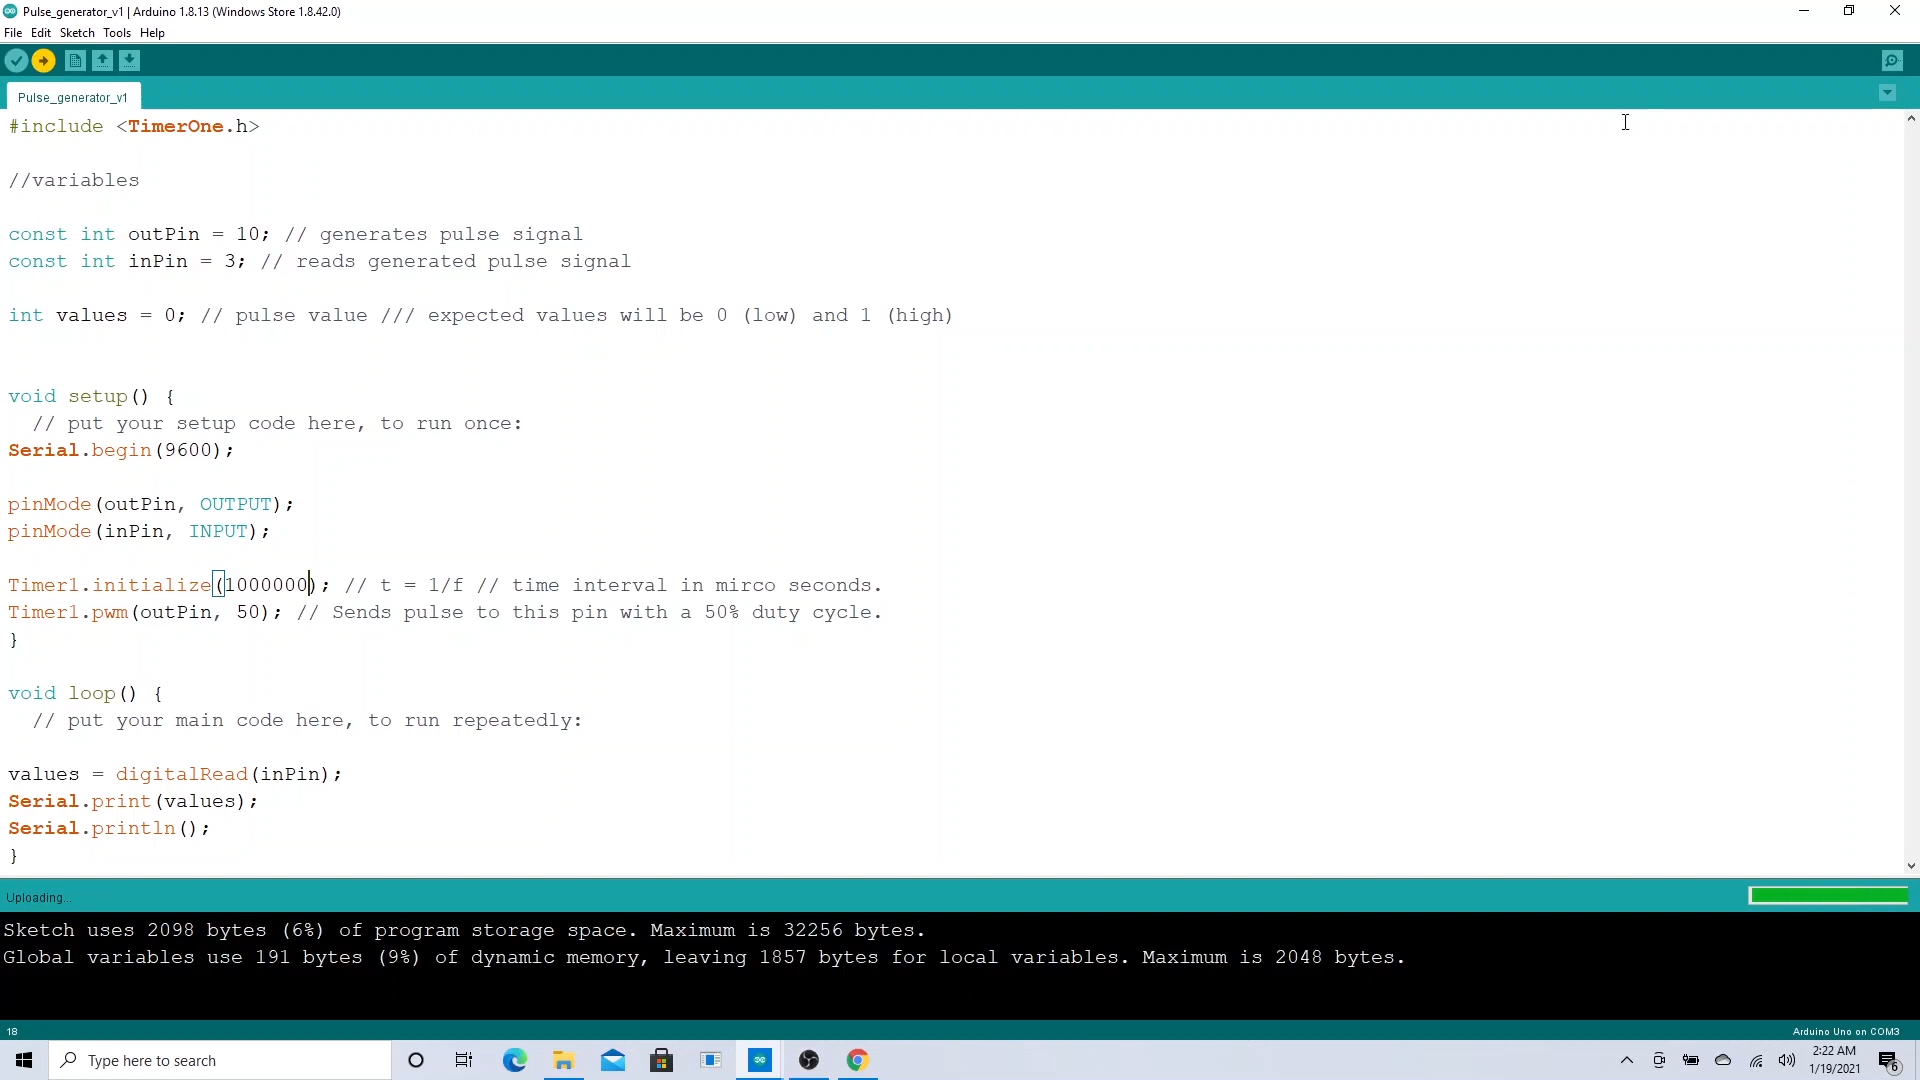 Pulse_generator_v1 | Arduino 1.8.13 (Windows Store 1.8.42.0)
File Edit Sketch Tools Help
Pulse_generator_v1
#include <TimerOne.h>
//variables
const int outPin = 10; // generates pulse signal
const int inPin = 3; // reads generated pulse signal
int values = 0; // pulse value /// expected values will be 0 (low) and 1 (high)
void setup() {
// put your setup code here, to run once:
Serial.begin(9600);
pinMode(outPin, OUTPUT);
pinMode(inPin, INPUT);
Timer1.initialize(1000000); // t = 1/f // time interval in mirco seconds.
Timer1.pwm(outPin, 50); // Sends pulse to this pin with a 50% duty cycle.
}
void loop() {
// put your main code here, to run repeatedly:
values = digitalRead(inPin);
Serial.print(values);
Serial.println();
}
Uploading...
Sketch uses 2098 bytes (6%) of program storage space. Maximum is 32256 bytes.
Global variables use 191 bytes (9%) of dynamic memory, leaving 1857 bytes for local variables. Maximum is 2048 bytes.
18
Arduino Uno on COM3
Type here to search
2:22 AM
1/19/2021
6